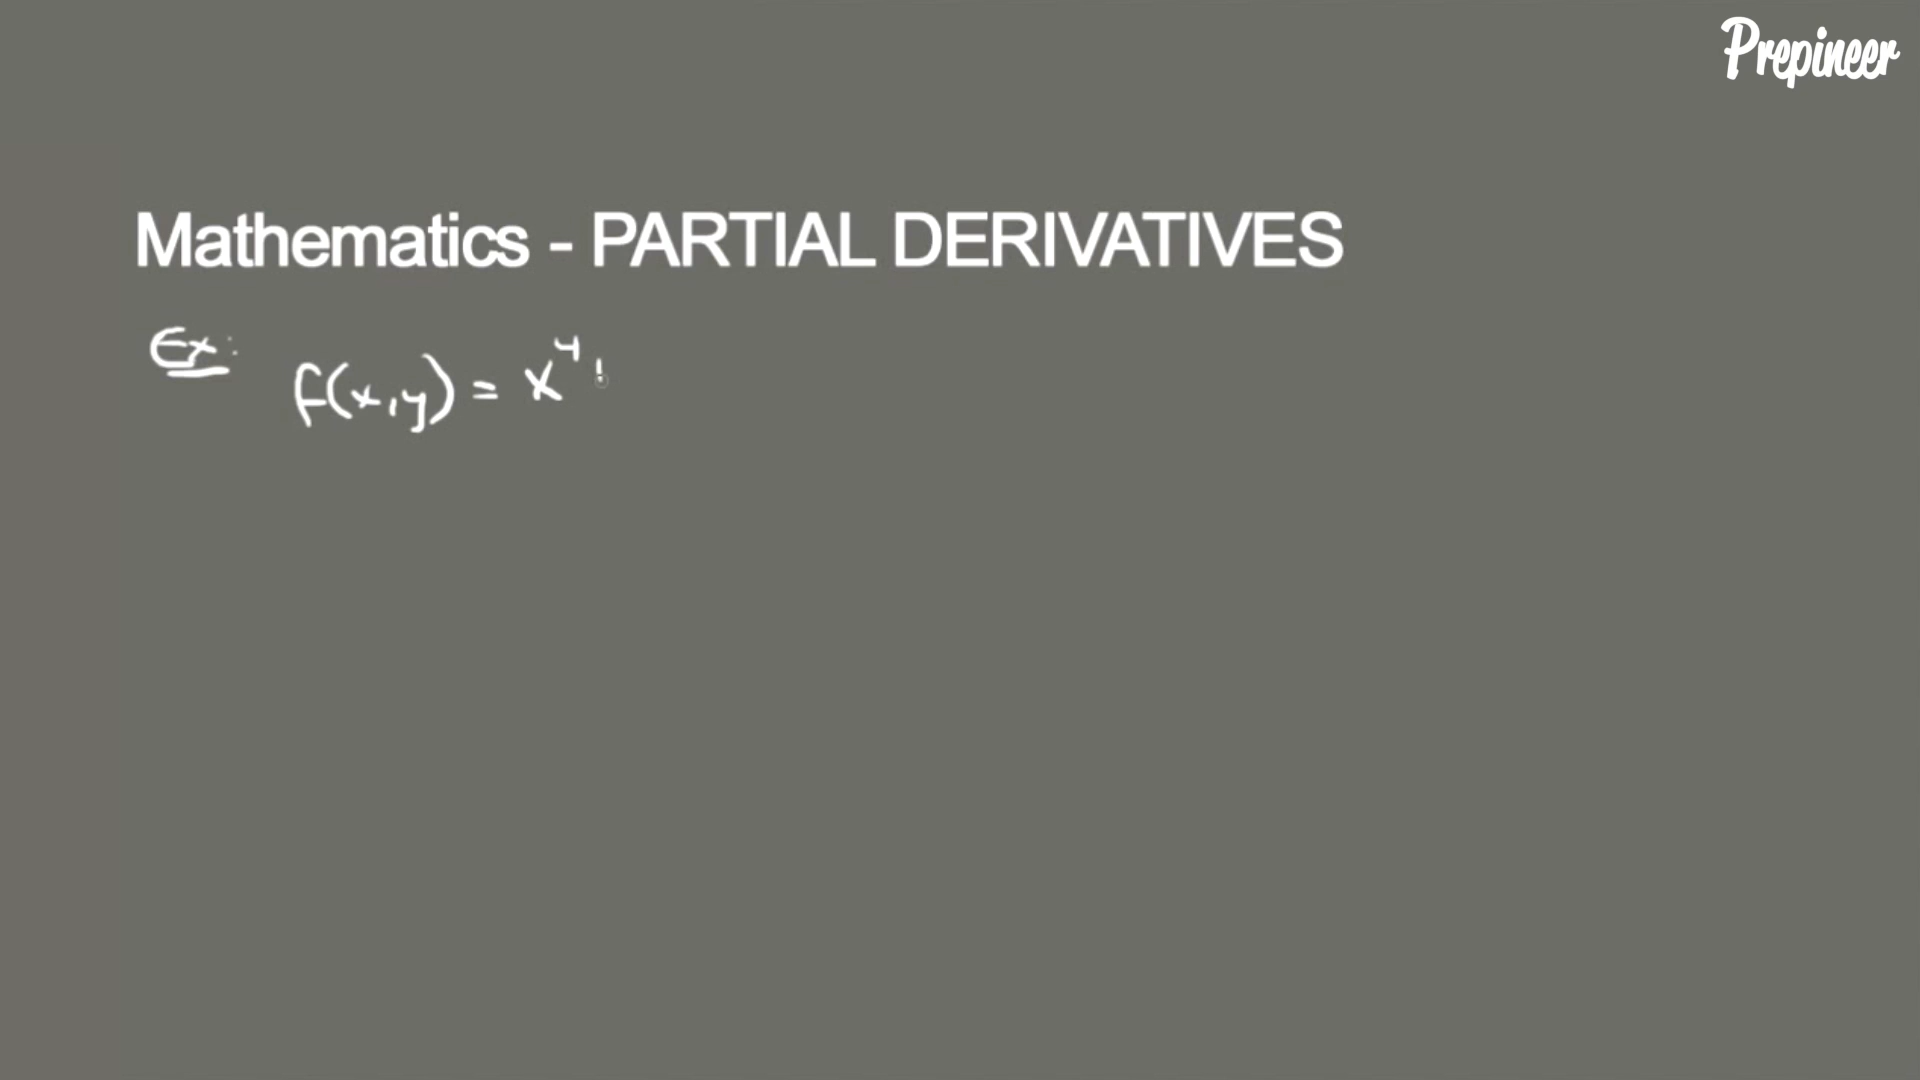 Prepineer
Mathematics - PARTIAL DERIVATIVES
Ex:
f(x,y) = x⁴